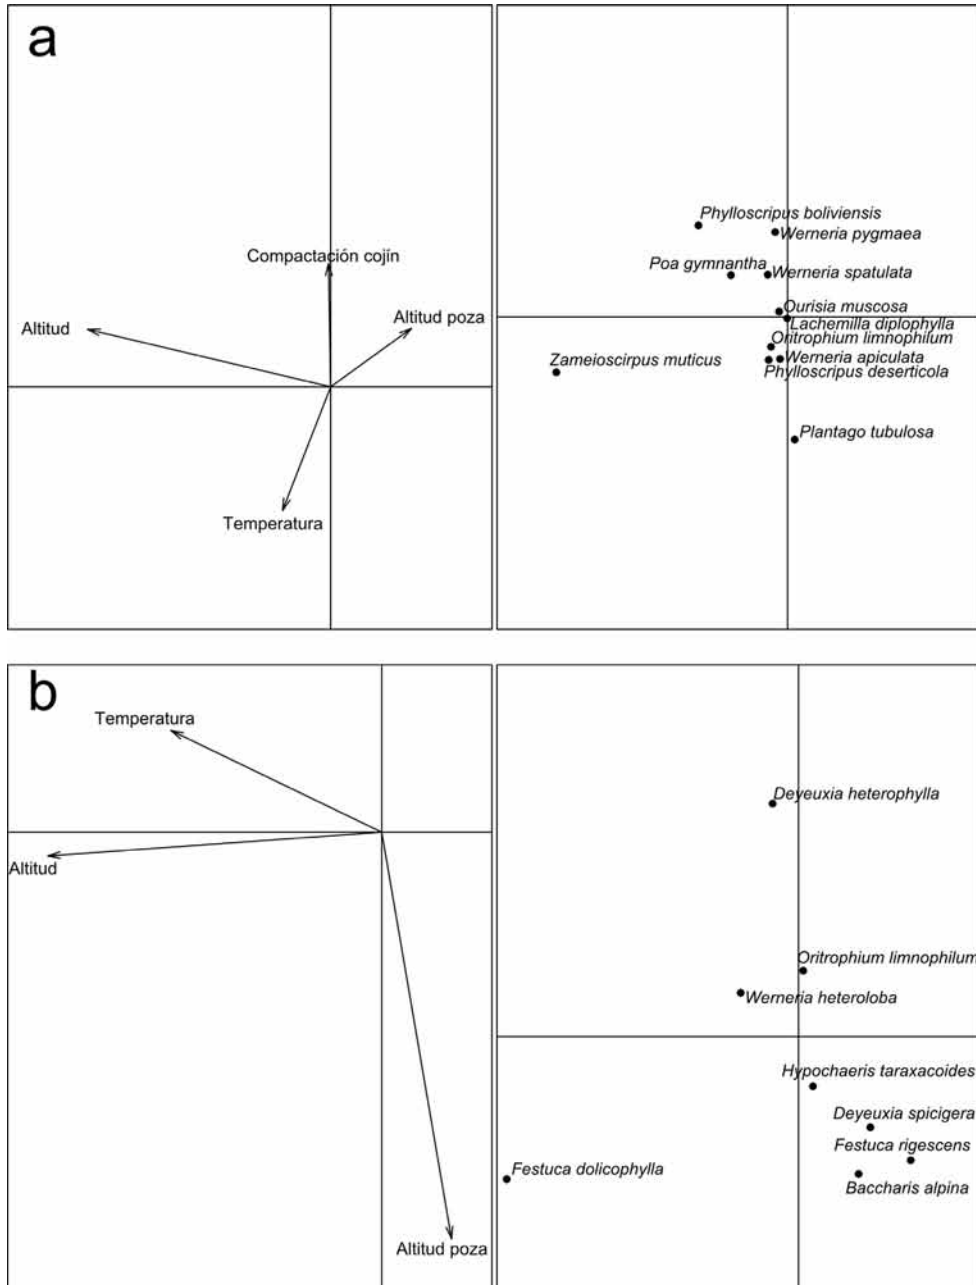 a
Compactación cojín
Altitud
Altitud poza
Temperatura
Phylloscripus boliviensis
Werneria pygmaea
Poa gymnantha
Werneria spatulata
Ourisia muscosa
Lachemilla diplophylla
Oritrophium limnophilum
Zameioscirpus muticus
Werneria apiculata
Phylloscripus deserticola
Plantago tubulosa
b
Temperatura
Altitud
Altitud poza
Deyeuxia heterophylla
Oritrophium limnophilum
Werneria heteroloba
Hypochaeris taraxacoides
Deyeuxia spicigera
Festuca rigescens
Festuca dolicophylla
Baccharis alpina